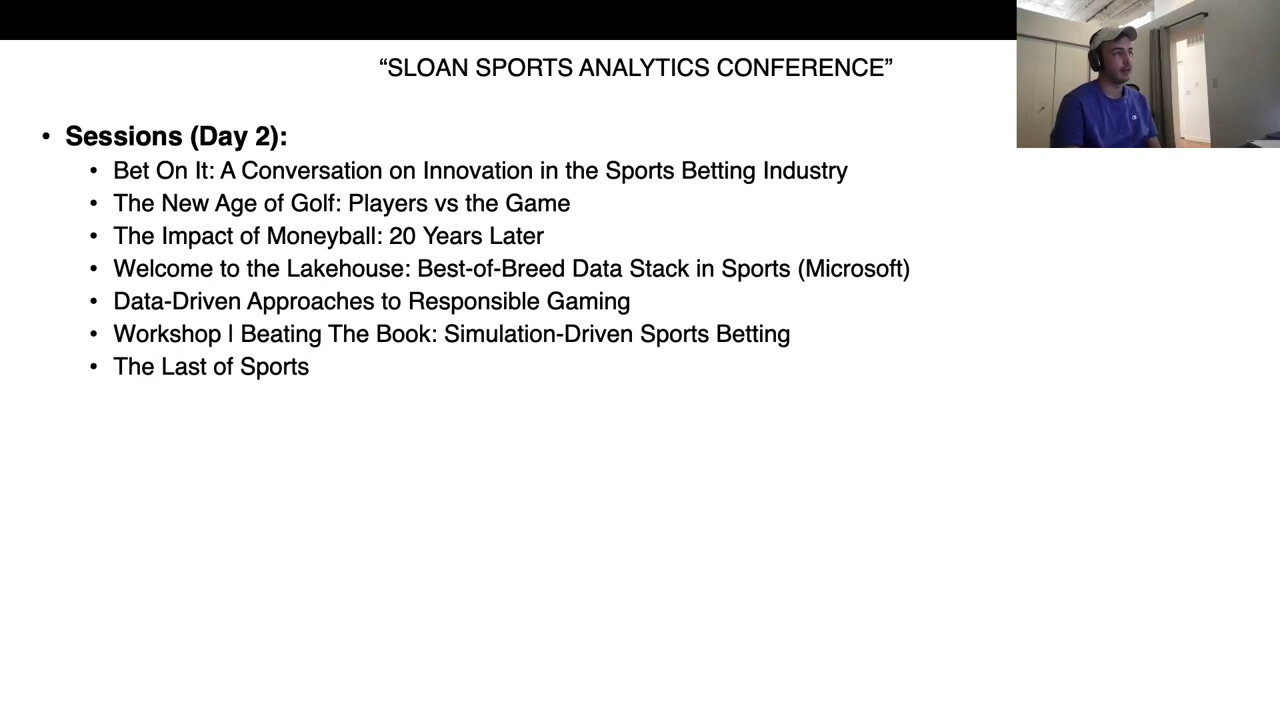 “SLOAN SPORTS ANALYTICS CONFERENCE”
• Sessions (Day 2):
• Bet On It: A Conversation on Innovation in the Sports Betting Industry
• The New Age of Golf: Players vs the Game
• The Impact of Moneyball: 20 Years Later
• Welcome to the Lakehouse: Best-of-Breed Data Stack in Sports (Microsoft)
• Data-Driven Approaches to Responsible Gaming
• Workshop | Beating The Book: Simulation-Driven Sports Betting
• The Last of Sports